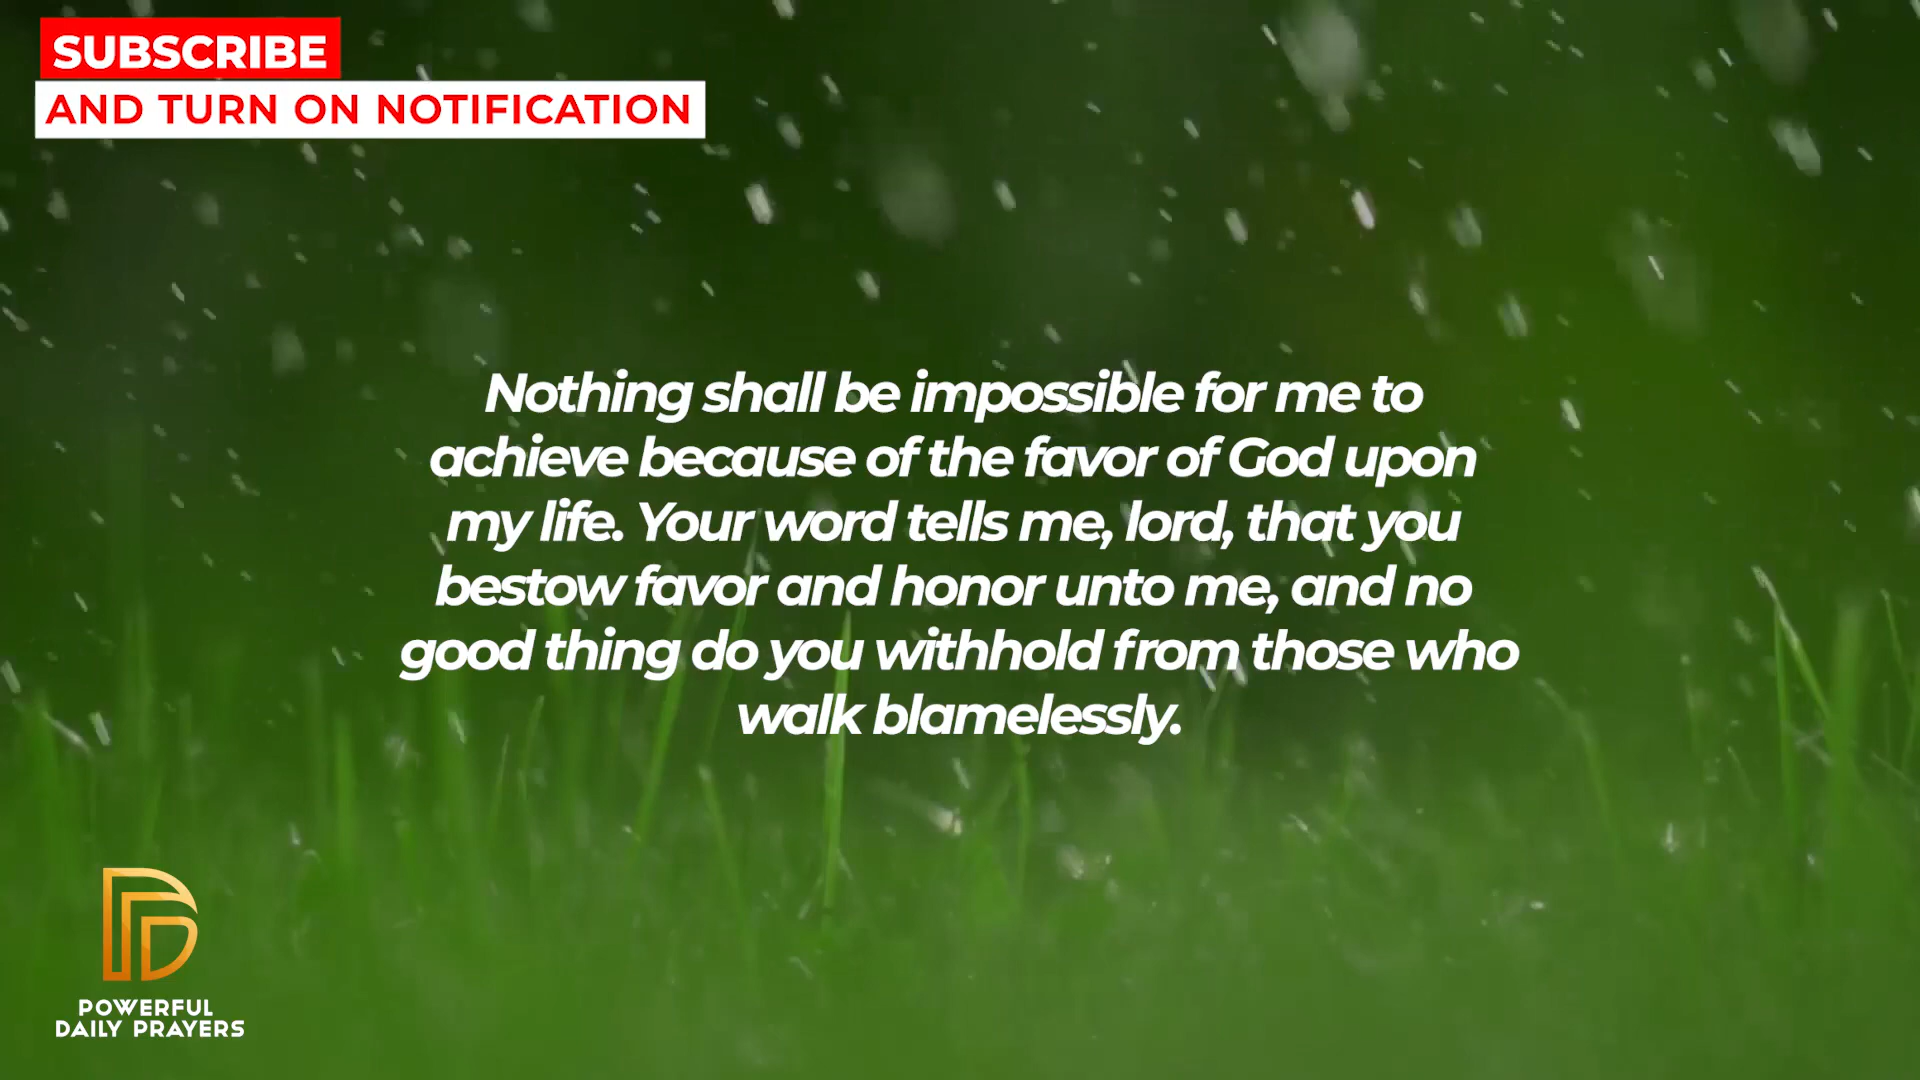 SUBSCRIBE
AND TURN ON NOTIFICATION
Nothing shall be impossible for me to
achieve because of the favor of God upon
my life. Your word tells me, lord, that you
bestow favor and honor unto me, and no
good thing do you withhold from those who
walk blamelessly.
POWERFUL
DAILY PRAYERS